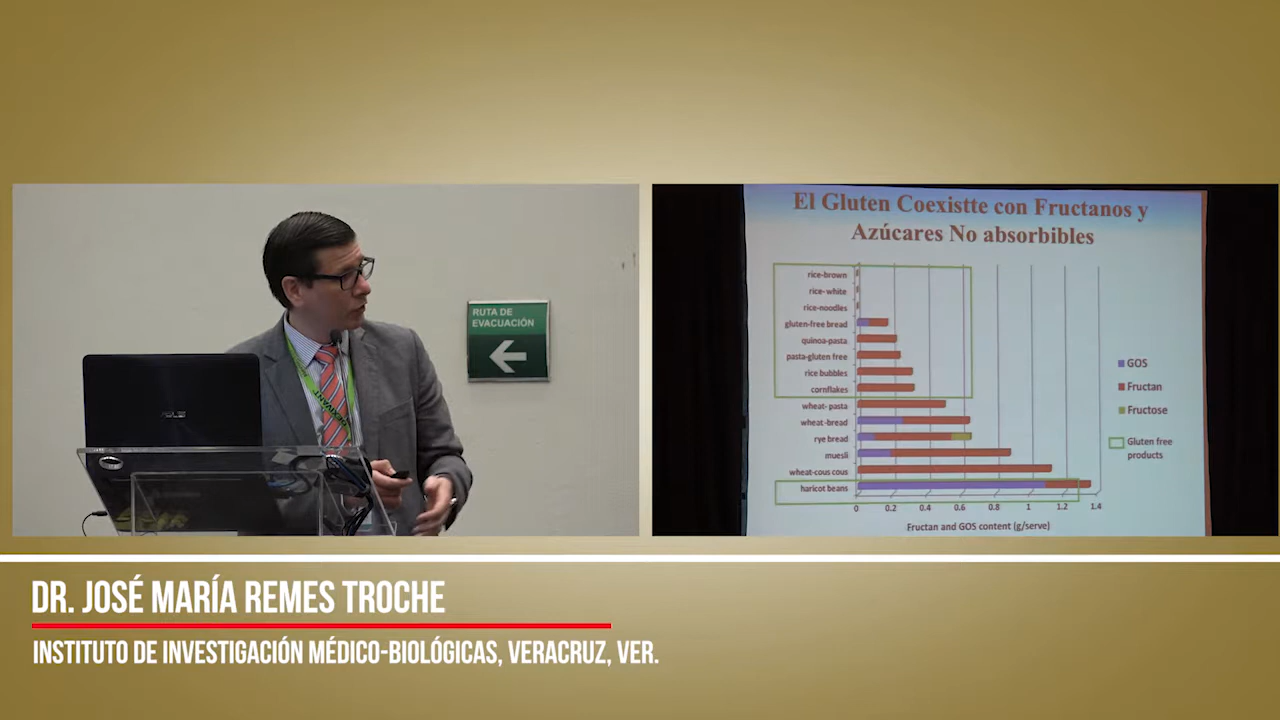 RUTA DE
EVACUACIÓN
ASUS
El Gluten Coexistte con Fructanos y
Azúcares No absorbibles
rice-brown
rice- white
rice-noodles
gluten-free bread
quinoa-pasta
pasta-gluten free
rice bubbles
cornflakes
wheat- pasta
wheat -bread
rye bread
muesli
wheat-cous cous
haricot beans
0. 0.2 0.4 0.6 0.8 1 1.2 1.4
Fructan and GOS content (g/serve)
GOS
Fructan
Fructose
Gluten free
products
DR. JOSÉ MARÍA REMES TROCHE
INSTITUTO DE INVESTIGACIÓN MÉDICO-BIOLÓGICAS, VERACRUZ, VER.